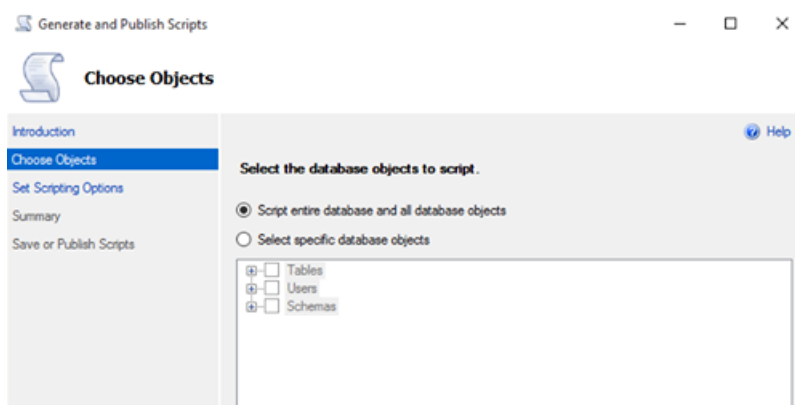 Generate and Publish Scripts
Choose Objects
Introduction
Help
Choose Objects
Select the database objects to script.
Set Scripting Options
Script entire database and all database objects
Summary
Select specific database objects
Save or Publish Scripts
Tables
Users
Schemas